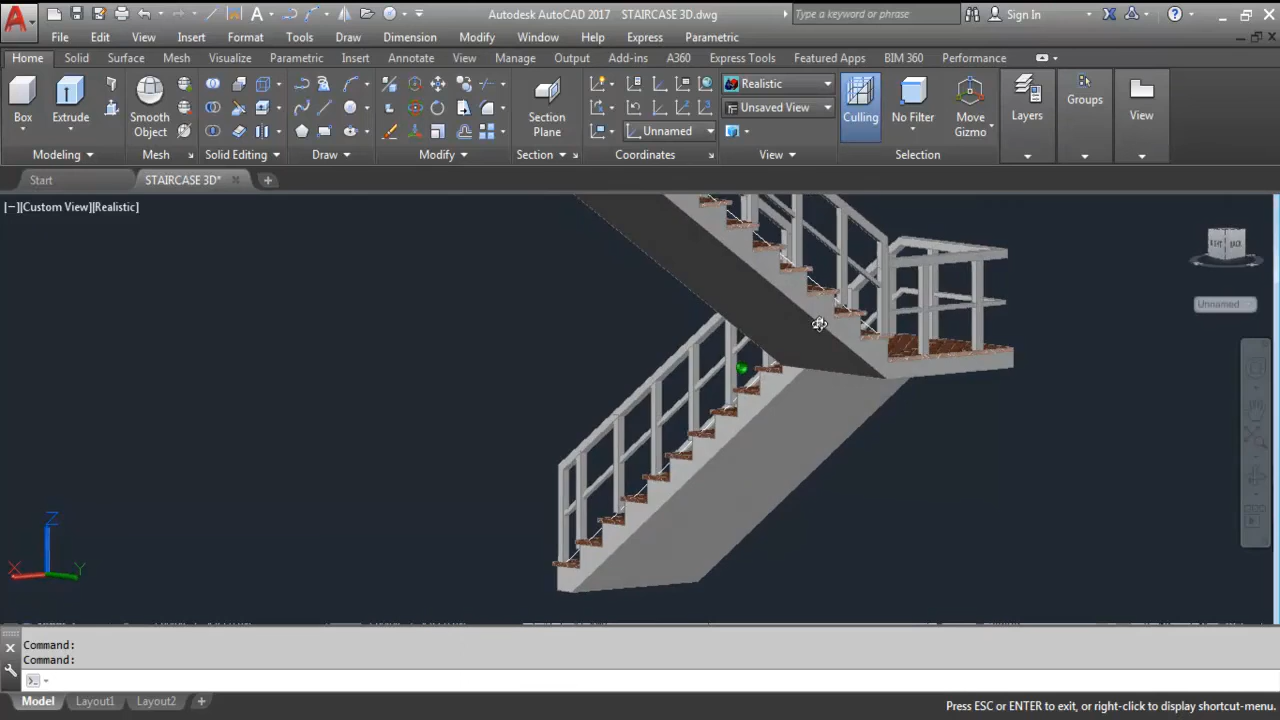 Autodesk AutoCAD 2017 STAIRCASE 3D.dwg
Type a keyword or phrase
Sign In
File Edit View Insert Format Tools Draw Dimension Modify Window Help Express Parametric
Home Solid Surface Mesh Visualize Parametric Insert Annotate View Manage Output Add-ins A360 Express Tools Featured Apps BIM 360 Performance
Box
Extrude
Smooth
Object
Section
Plane
Realistic
Unsaved View
Unnamed
Culling
No Filter
Move
Gizmo
Layers
Groups
View
Modeling Mesh Solid Editing Draw Modify Section Coordinates View Selection
Start STAIRCASE 3D*
[−][Custom View][Realistic]
Unnamed
Z
X
Y
Command:
Command:
Model Layout1 Layout2
Press ESC or ENTER to exit, or right-click to display shortcut-menu.